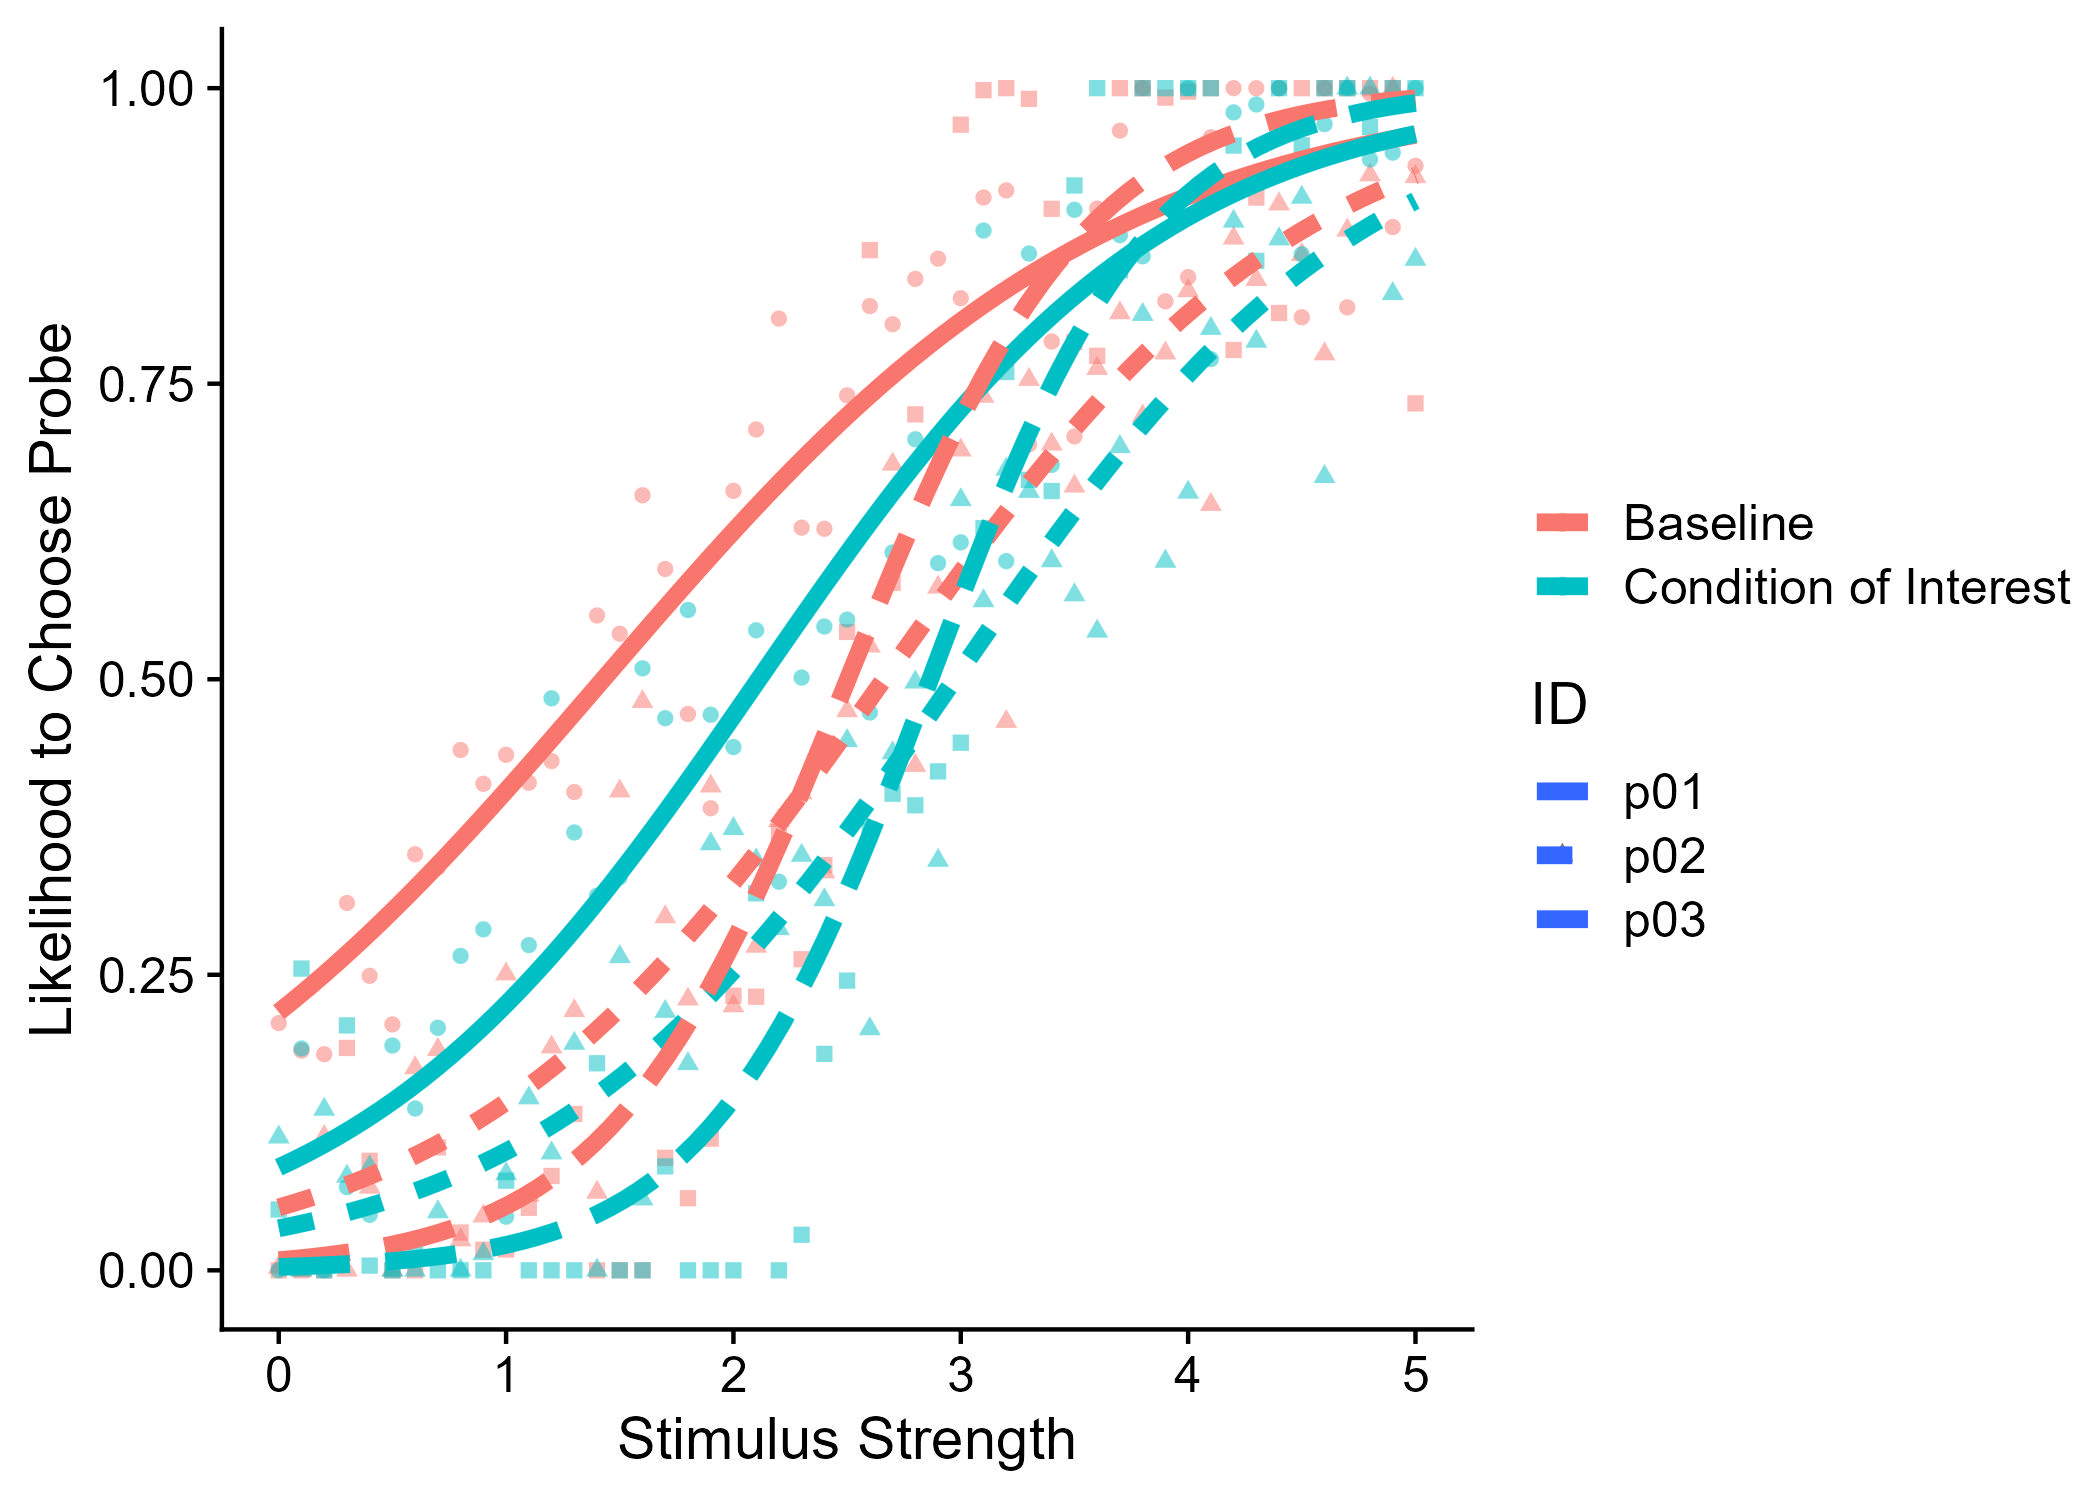 Likelihood to Choose Probe
1.00
0.75
0.50
0.25
0.00
0 1 2 3 4 5
Stimulus Strength
Baseline
Condition of Interest
ID
p01
p02
p03